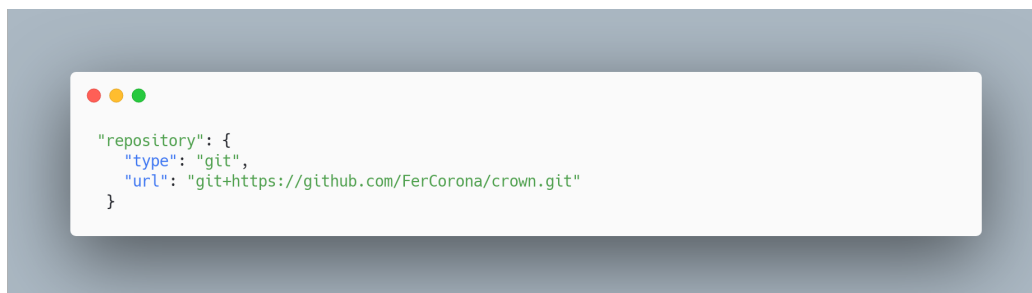 "repository": {
"type": "git",
"url": "git+https://github.com/FerCorona/crown.git"
}